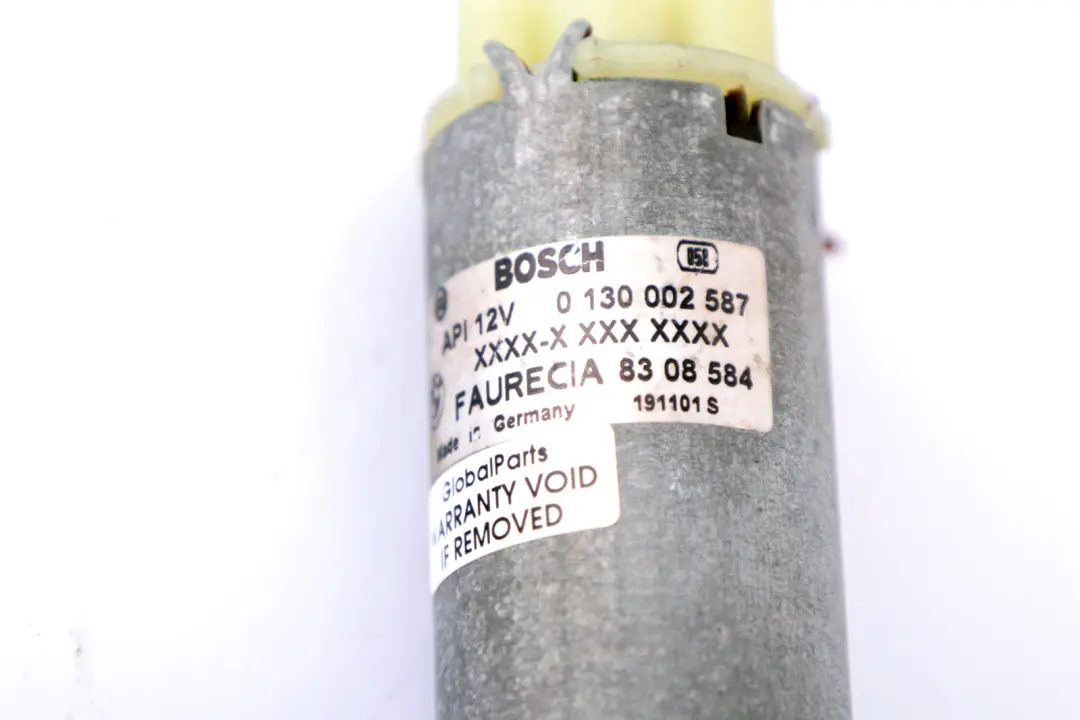 BOSCH
API 12V 0 130 002 587
XXXX-X XXX XXXX
FAURECIA 83 08 584
Made in Germany 191101 S
GlobalParts
WARRANTY VOID
IF REMOVED